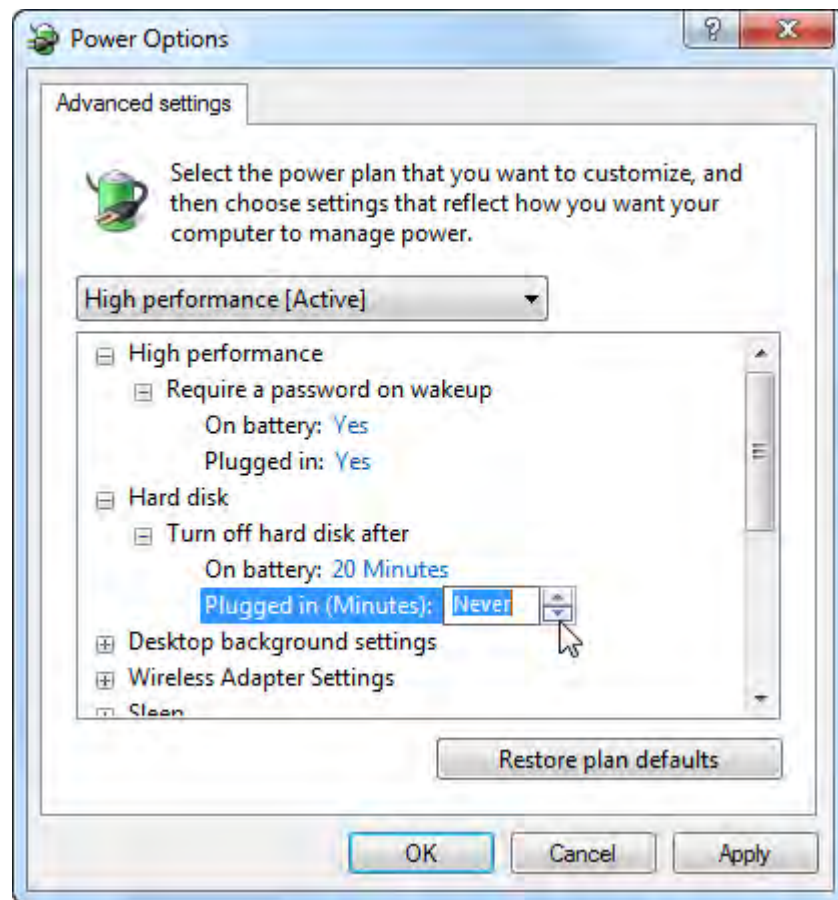 Power Options
Advanced settings
Select the power plan that you want to customize, and
then choose settings that reflect how you want your
computer to manage power.
High performance [Active]
High performance
Require a password on wakeup
On battery: Yes
Plugged in: Yes
Hard disk
Turn off hard disk after
On battery: 20 Minutes
Plugged in (Minutes): Never
Desktop background settings
Wireless Adapter Settings
Sleep
Restore plan defaults
OK Cancel Apply